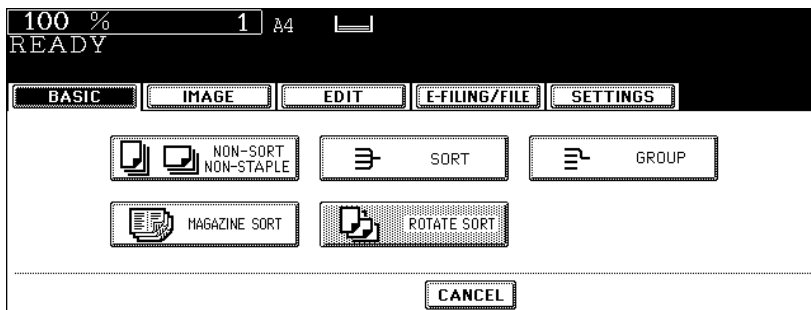 100 % 1 A4
READY
BASIC IMAGE EDIT E-FILING/FILE SETTINGS
NON-SORT
NON-STAPLE
SORT
GROUP
MAGAZINE SORT
ROTATE SORT
CANCEL